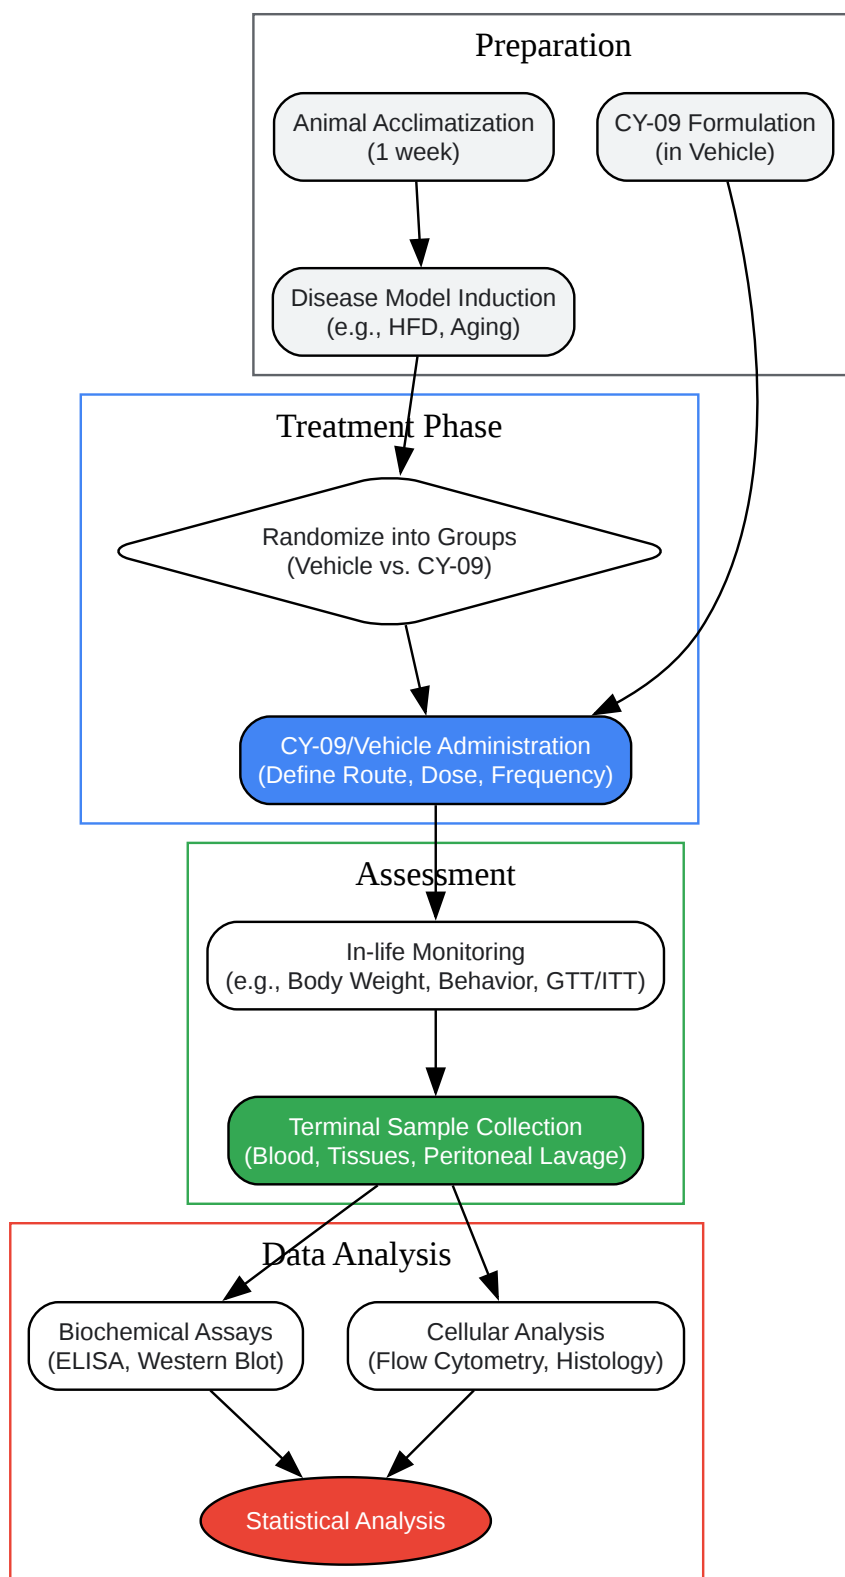 Preparation
Animal Acclimatization
(1 week)
CY-09 Formulation
(in Vehicle)
Disease Model Induction
(e.g., HFD, Aging)
Treatment Phase
Randomize into Groups
(Vehicle vs. CY-09)
CY-09/Vehicle Administration
(Define Route, Dose, Frequency)
Assessment
In-life Monitoring
(e.g., Body Weight, Behavior, GTT/ITT)
Terminal Sample Collection
(Blood, Tissues, Peritoneal Lavage)
Data Analysis
Biochemical Assays
(ELISA, Western Blot)
Cellular Analysis
(Flow Cytometry, Histology)
Statistical Analysis